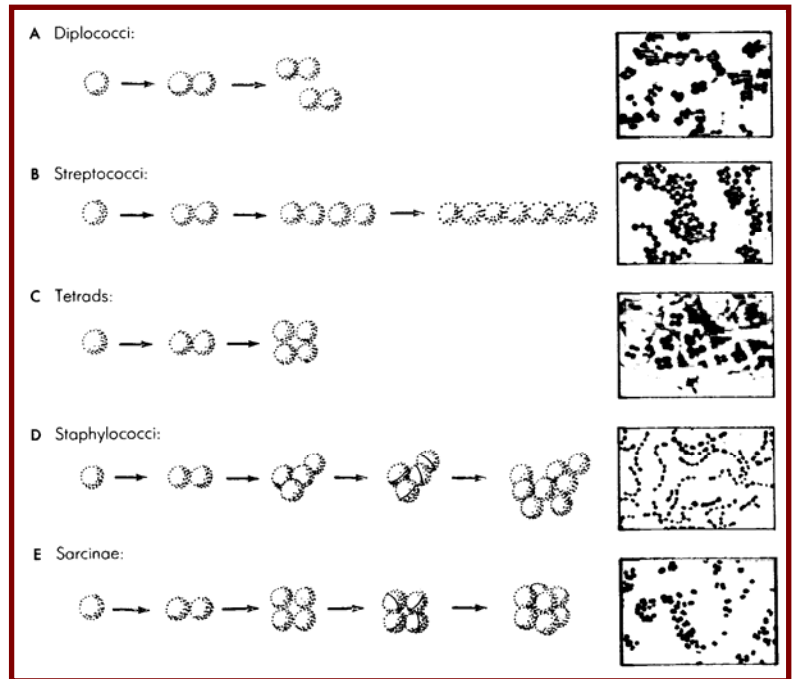 A Diplococci:
B Streptococci:
C Tetrads:
D Staphylococci:
E Sarcinae: